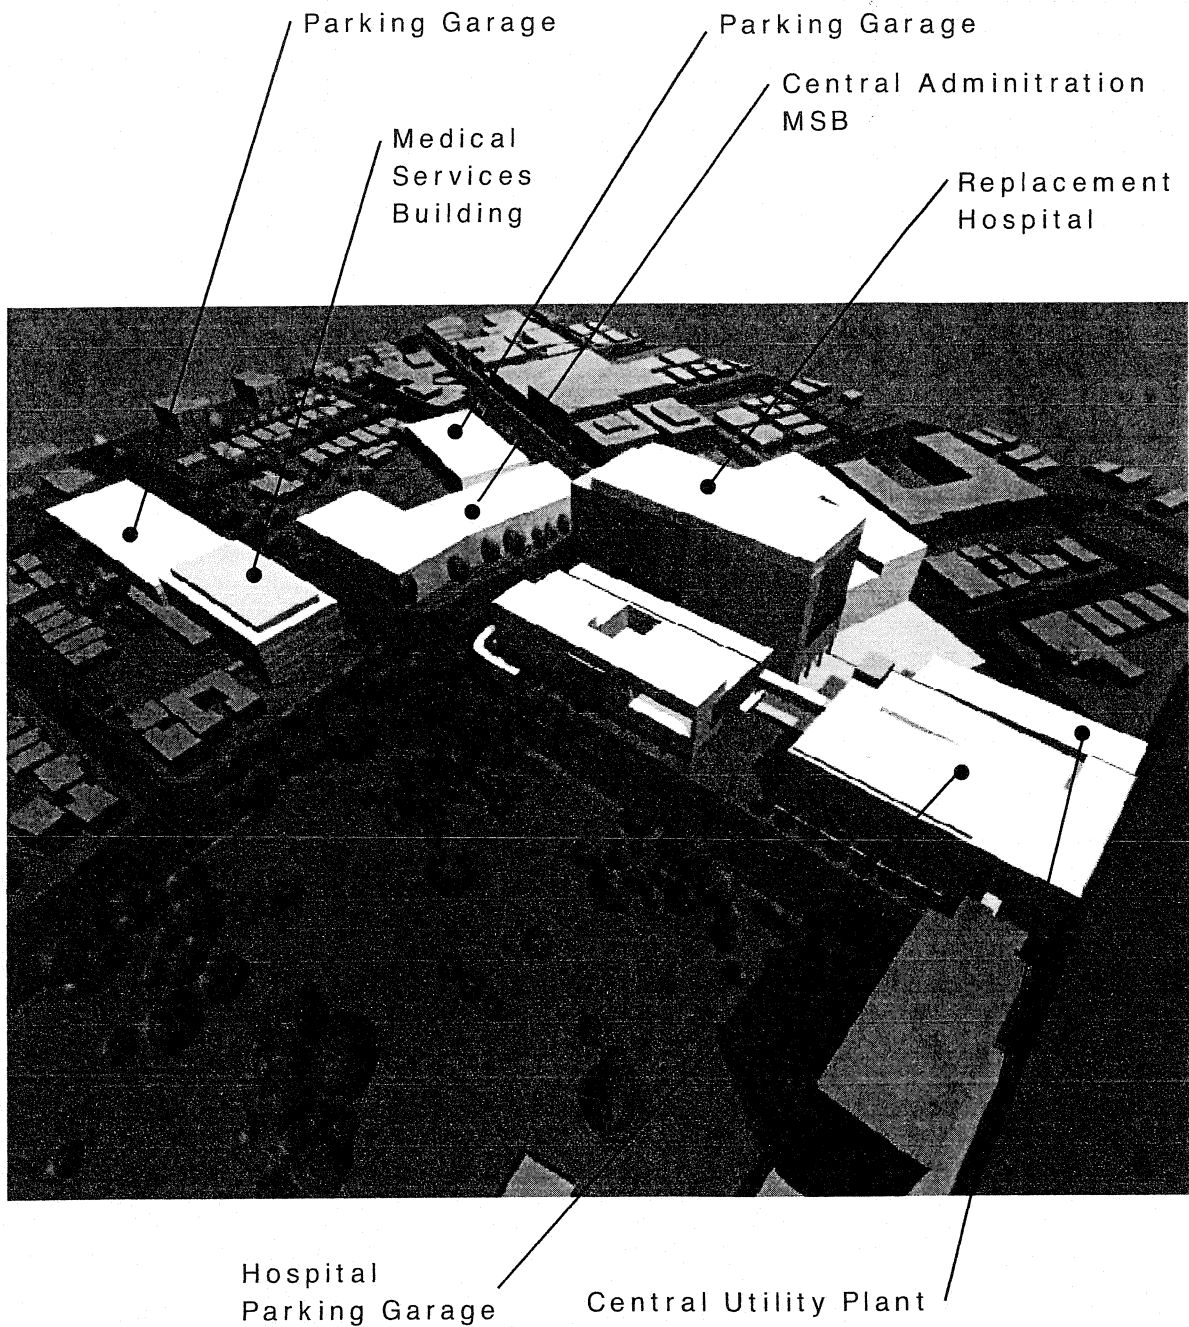 Parking Garage
Parking Garage
Central Adminitration
MSB
Medical
Services
Building
Replacement
Hospital
Hospital
Parking Garage
Central Utility Plant